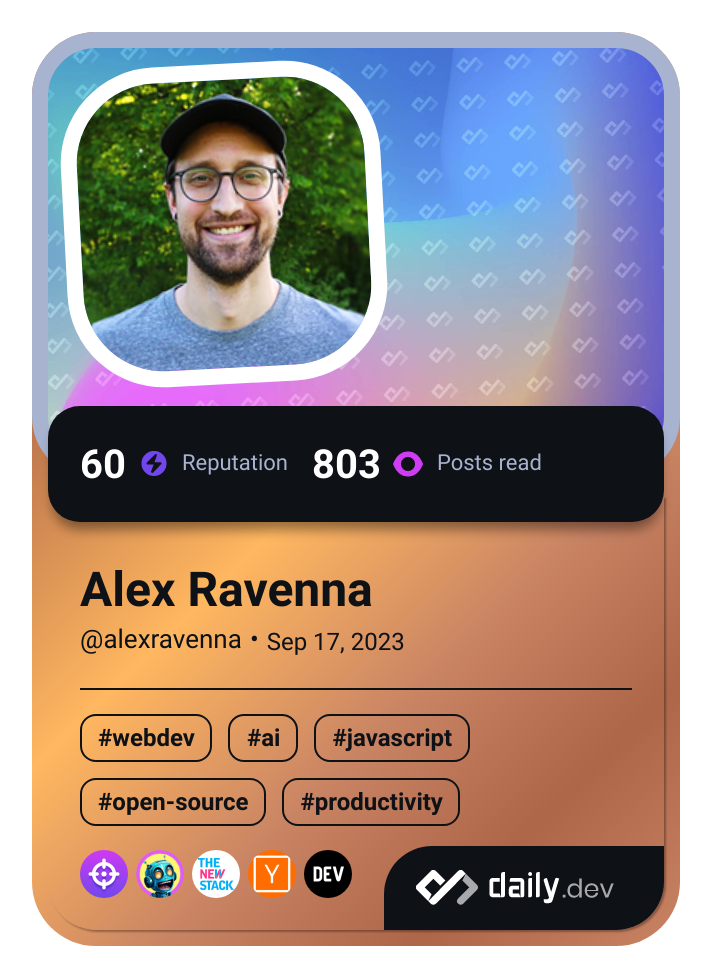 60 Reputation 803 Posts read
Alex Ravenna
@alexravenna • Sep 17, 2023
#webdev #ai #javascript
#open-source #productivity
THE
NEW
STACK
Y
DEV
daily.dev